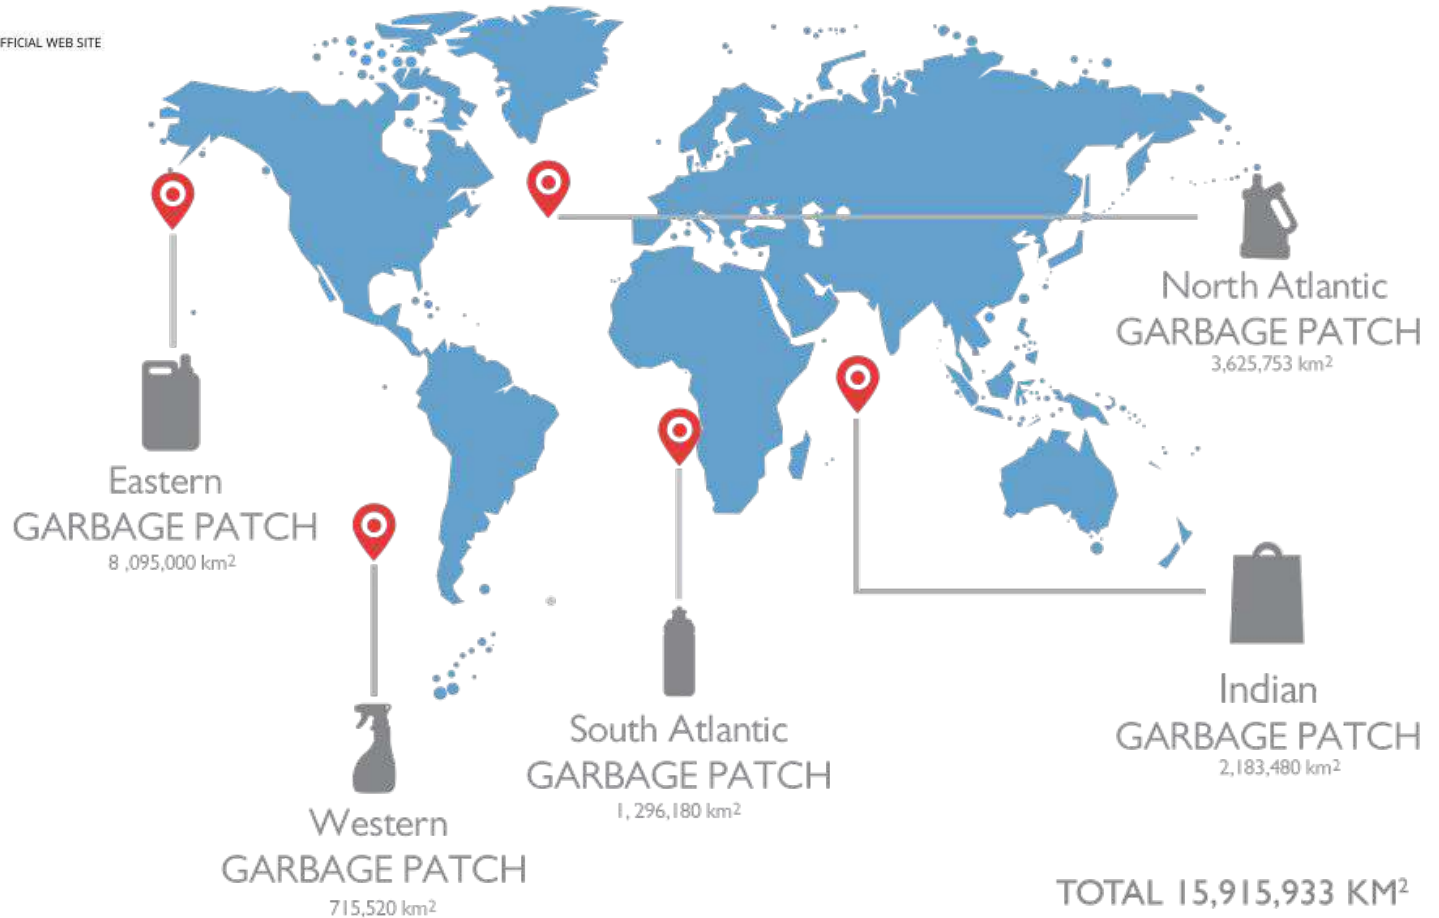 FFICIAL WEB SITE
North Atlantic
GARBAGE PATCH
3,625,753 km²
Eastern
GARBAGE PATCH
8 ,095,000 km²
Indian
GARBAGE PATCH
2,183,480 km²
South Atlantic
GARBAGE PATCH
1, 296,180 km²
Western
GARBAGE PATCH
715,520 km²
TOTAL 15,915,933 KM²